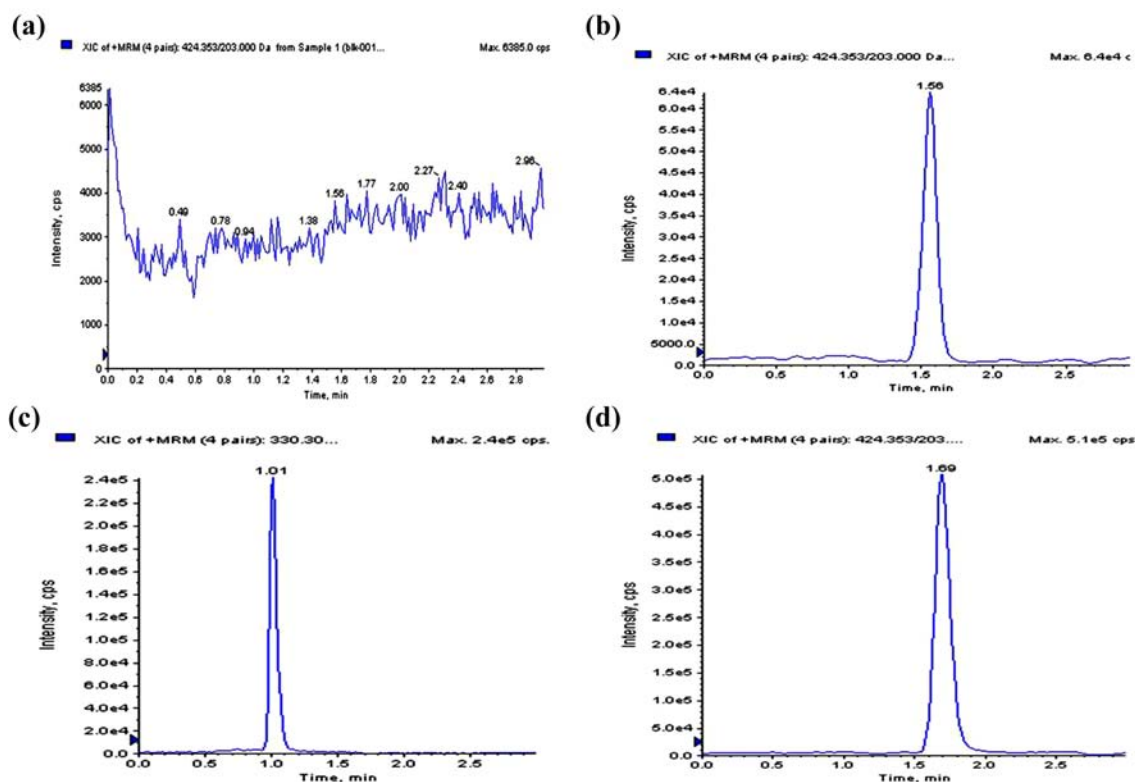 (a)
XIC of +MRM (4 pairs): 424.353/203.000 Da from Sample 1 (blk001...
Max. 6385.0 cps
6385
6000
5000
4000
3000
2000
1000
0
Intensity, cps
0.49
0.78
0.94
1.38
1.56
1.77
2.00
2.27
2.40
2.96
0.0 0.2 0.4 0.6 0.8 1.0 1.2 1.4 1.6 1.8 2.0 2.2 2.4 2.6 2.8
Time, min
(b)
XIC of +MRM (4 pairs): 424.353/203.000 Da...
Max. 6.4e4 c
1.56
6.4e4
6.0e4
5.5e4
5.0e4
4.5e4
4.0e4
3.5e4
3.0e4
2.5e4
2.0e4
1.5e4
1.0e4
5000.0
0.0
Intensity, cps
0.0 0.5 1.0 1.5 2.0 2.5
Time, min
(c)
XIC of +MRM (4 pairs): 330.30...
Max. 2.4e5 cps.
1.01
2.4e5
2.2e5
2.0e5
1.8e5
1.6e5
1.4e5
1.2e5
1.0e5
8.0e4
6.0e4
4.0e4
2.0e4
0.0
Intensity, cps
0.0 0.5 1.0 1.5 2.0 2.5
Time, min
(d)
XIC of +MRM (4 pairs): 424.353/203....
Max. 5.1e5 cps
1.69
5.0e5
4.5e5
4.0e5
3.5e5
3.0e5
2.5e5
2.0e5
1.5e5
1.0e5
5.0e4
0.0
Intensity, cps
0.0 0.5 1.0 1.5 2.0 2.5
Time, min